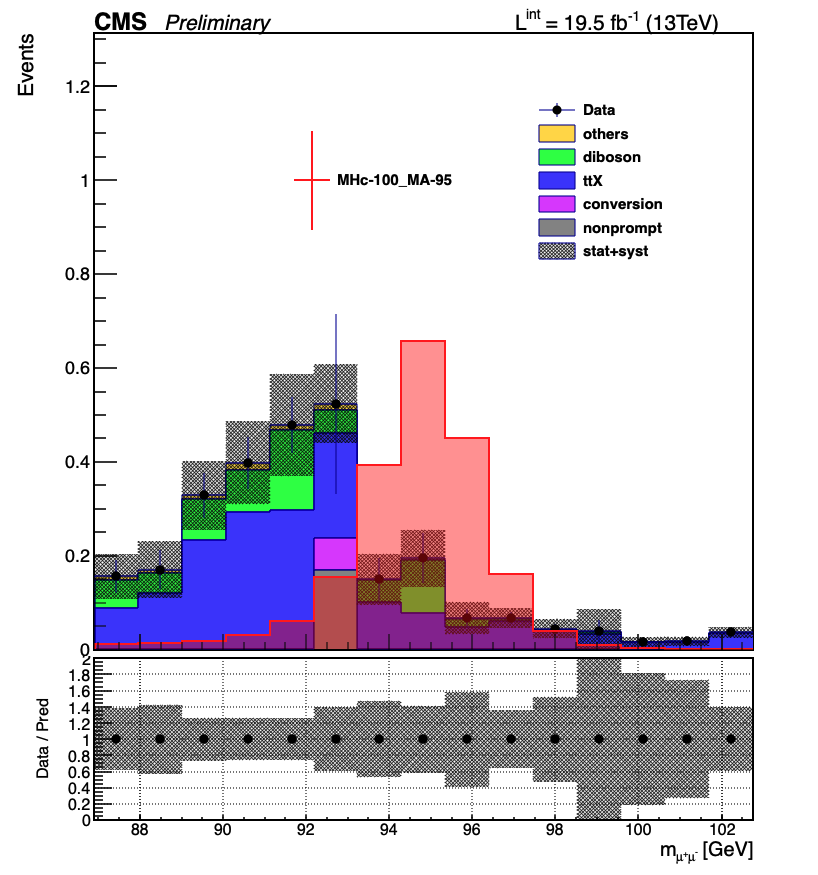 CMS Preliminary L^int = 19.5 fb^-1 (13TeV)
Events
1.2
1
0.8
0.6
0.4
0.2
0
Data
others
diboson
ttX
conversion
nonprompt
stat+syst
MHc-100_MA-95
Data / Pred
2
1.8
1.6
1.4
1.2
1
0.8
0.6
0.4
0.2
0
88 90 92 94 96 98 100 102
m_μ⁺μ⁻ [GeV]